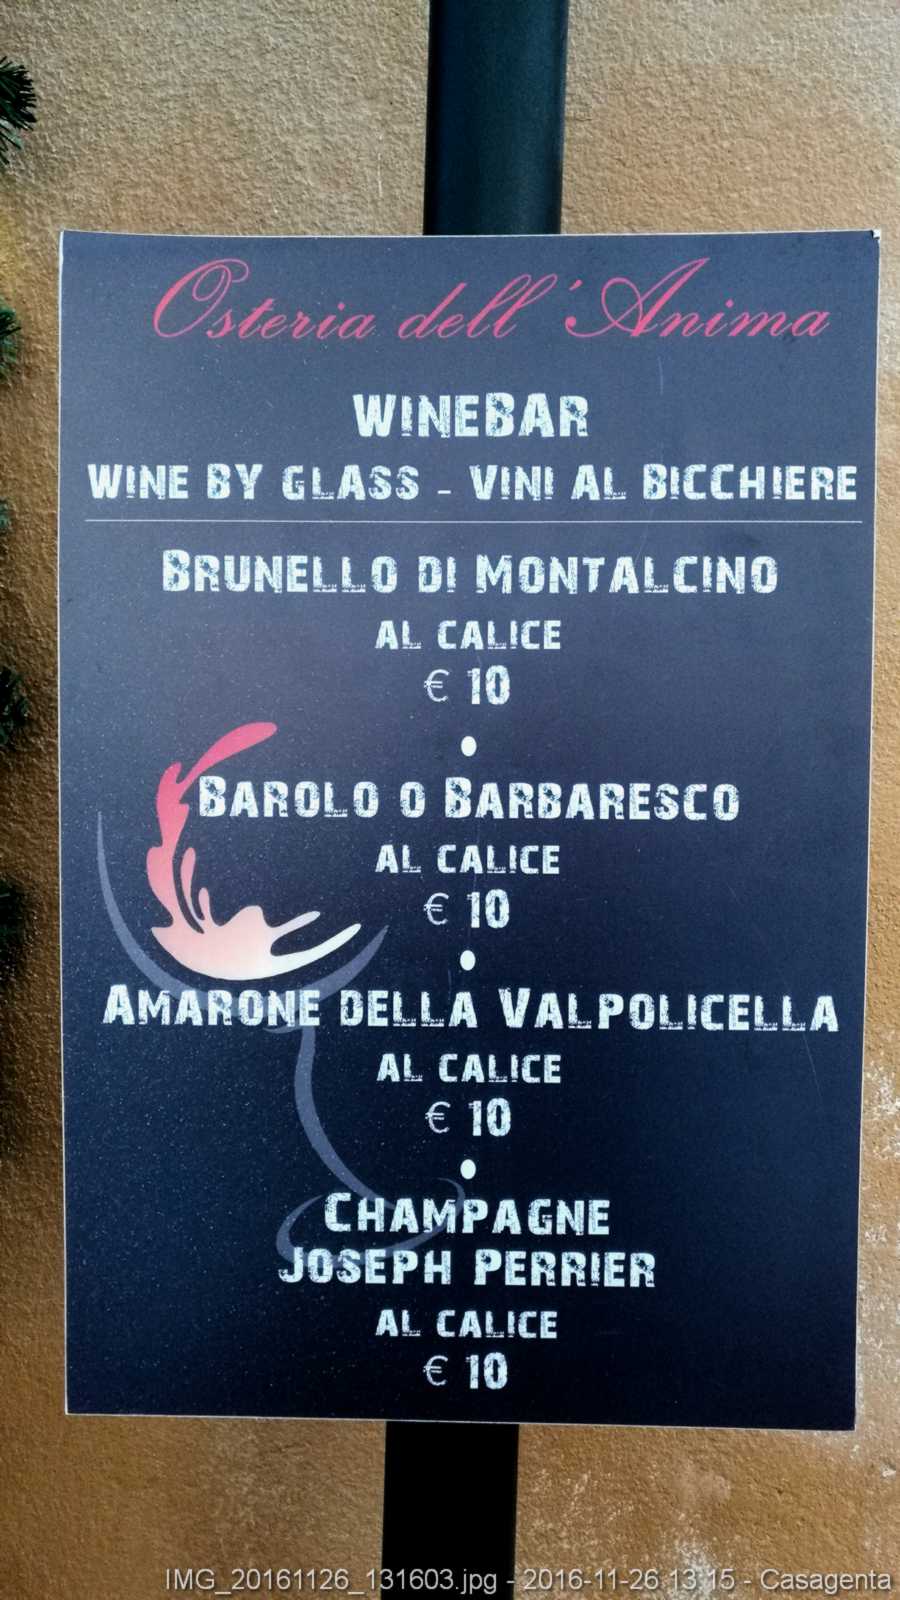 Osteria dell'Anima
WINEBAR
WINE BY GLASS - VINI AL BICCHIERE
BRUNELLO DI MONTALCINO
AL CALICE
€ 10
•
BAROLO O BARBARESCO
AL CALICE
€ 10
•
AMARONE DELLA VALPOLICELLA
AL CALICE
€ 10
•
CHAMPAGNE
JOSEPH PERRIER
AL CALICE
€ 10
IMG_20161126_131603.jpg - 2016-11-26 13:15 - Casagenta